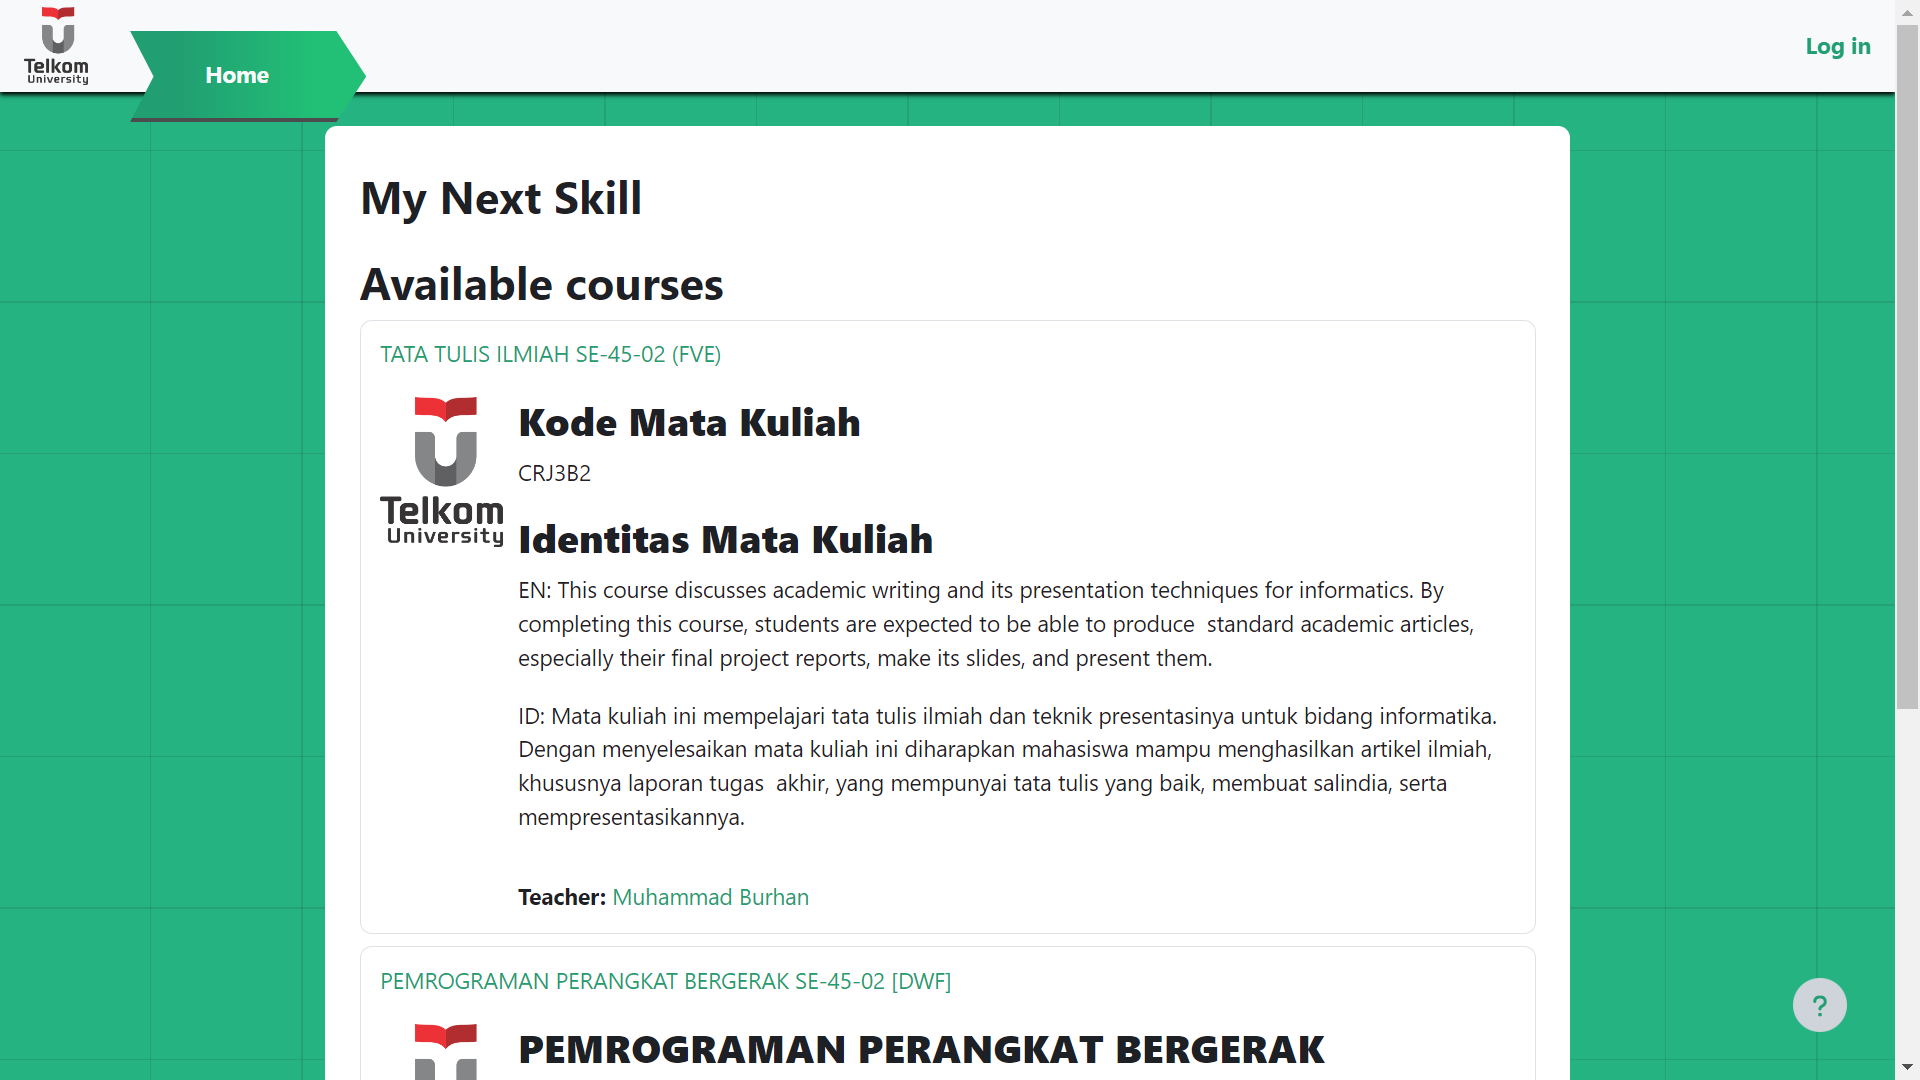 Telkom
University
Home
Log in
My Next Skill
Available courses
TATA TULIS ILMIAH SE-45-02 (FVE)
Telkom
University
Kode Mata Kuliah
CRJ3B2
Identitas Mata Kuliah
EN: This course discusses academic writing and its presentation techniques for informatics. By
completing this course, students are expected to be able to produce  standard academic articles,
especially their final project reports, make its slides, and present them.
ID: Mata kuliah ini mempelajari tata tulis ilmiah dan teknik presentasinya untuk bidang informatika.
Dengan menyelesaikan mata kuliah ini diharapkan mahasiswa mampu menghasilkan artikel ilmiah,
khususnya laporan tugas  akhir, yang mempunyai tata tulis yang baik, membuat salindia, serta
mempresentasikannya.
Teacher: Muhammad Burhan
PEMROGRAMAN PERANGKAT BERGERAK SE-45-02 [DWF]
PEMROGRAMAN PERANGKAT BERGERAK
?